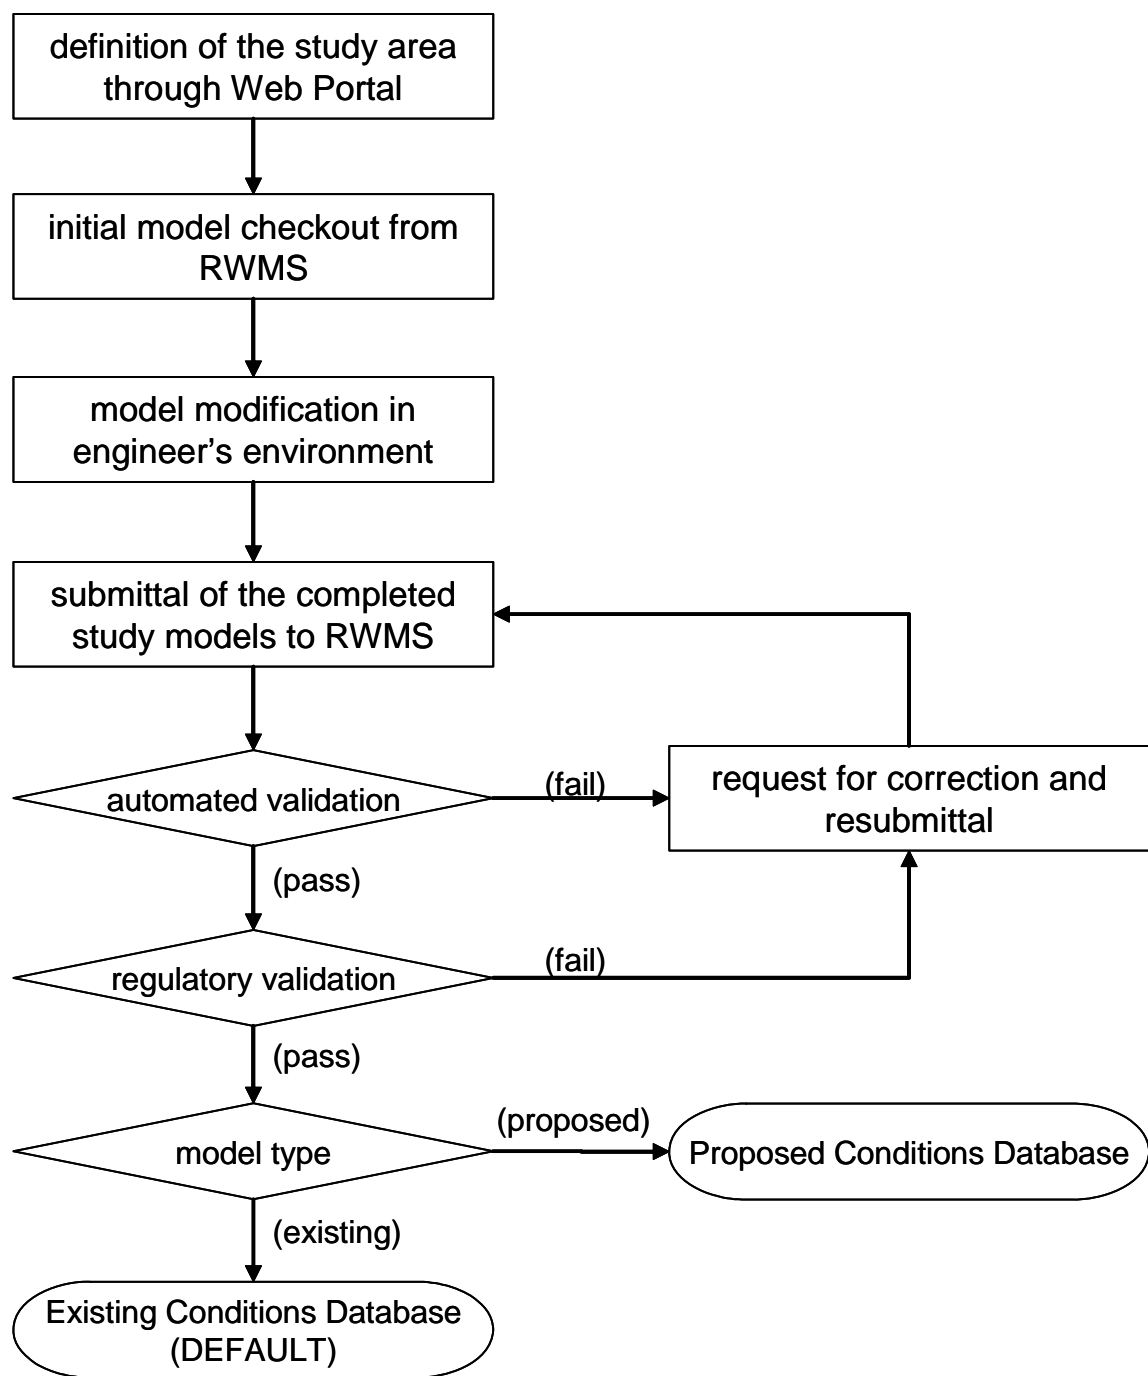 definition of the study area
through Web Portal
initial model checkout from
RWMS
model modification in
engineer’s environment
submittal of the completed
study models to RWMS
automated validation
(fail)
request for correction and
resubmittal
(pass)
regulatory validation
(fail)
(pass)
model type
(proposed)
Proposed Conditions Database
(existing)
Existing Conditions Database
(DEFAULT)